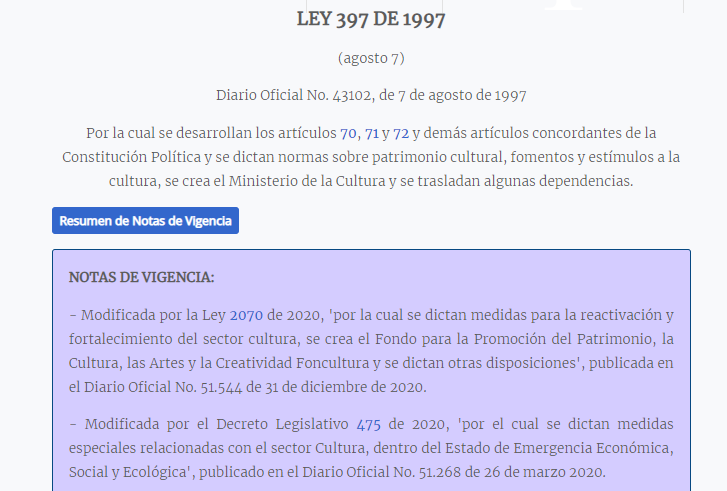 LEY 397 DE 1997
(agosto 7)
Diario Oficial No. 43102, de 7 de agosto de 1997
Por la cual se desarrollan los artículos 70, 71 y 72 y demás artículos concordantes de la
Constitución Política y se dictan normas sobre patrimonio cultural, fomentos y estímulos a la
cultura, se crea el Ministerio de la Cultura y se trasladan algunas dependencias.
Resumen de Notas de Vigencia
NOTAS DE VIGENCIA:
- Modificada por la Ley 2070 de 2020, 'por la cual se dictan medidas para la reactivación y
fortalecimiento del sector cultura, se crea el Fondo para la Promoción del Patrimonio, la
Cultura, las Artes y la Creatividad Foncultura y se dictan otras disposiciones', publicada en
el Diario Oficial No. 51.544 de 31 de diciembre de 2020.
- Modificada por el Decreto Legislativo 475 de 2020, 'por el cual se dictan medidas
especiales relacionadas con el sector Cultura, dentro del Estado de Emergencia Económica,
Social y Ecológica', publicado en el Diario Oficial No. 51.268 de 26 de marzo 2020.